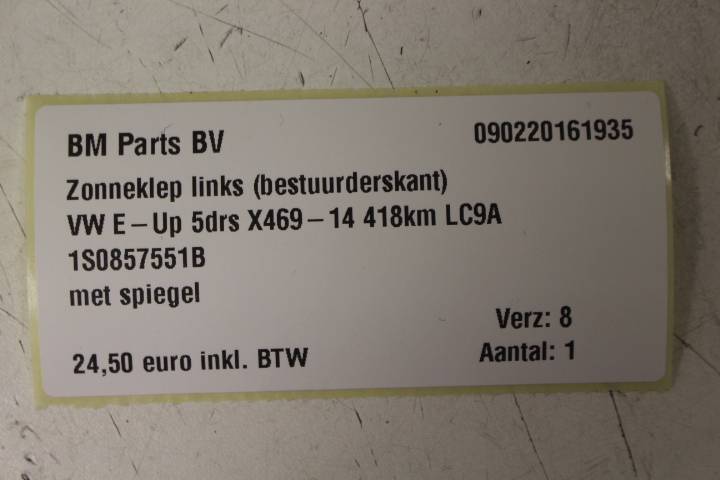 BM Parts BV 090220161935
Zonneklep links (bestuurderskant)
VW E-Up 5drs X469-14 418km LC9A
1S0857551B
met spiegel
Verz: 8
24,50 euro inkl. BTW Aantal: 1